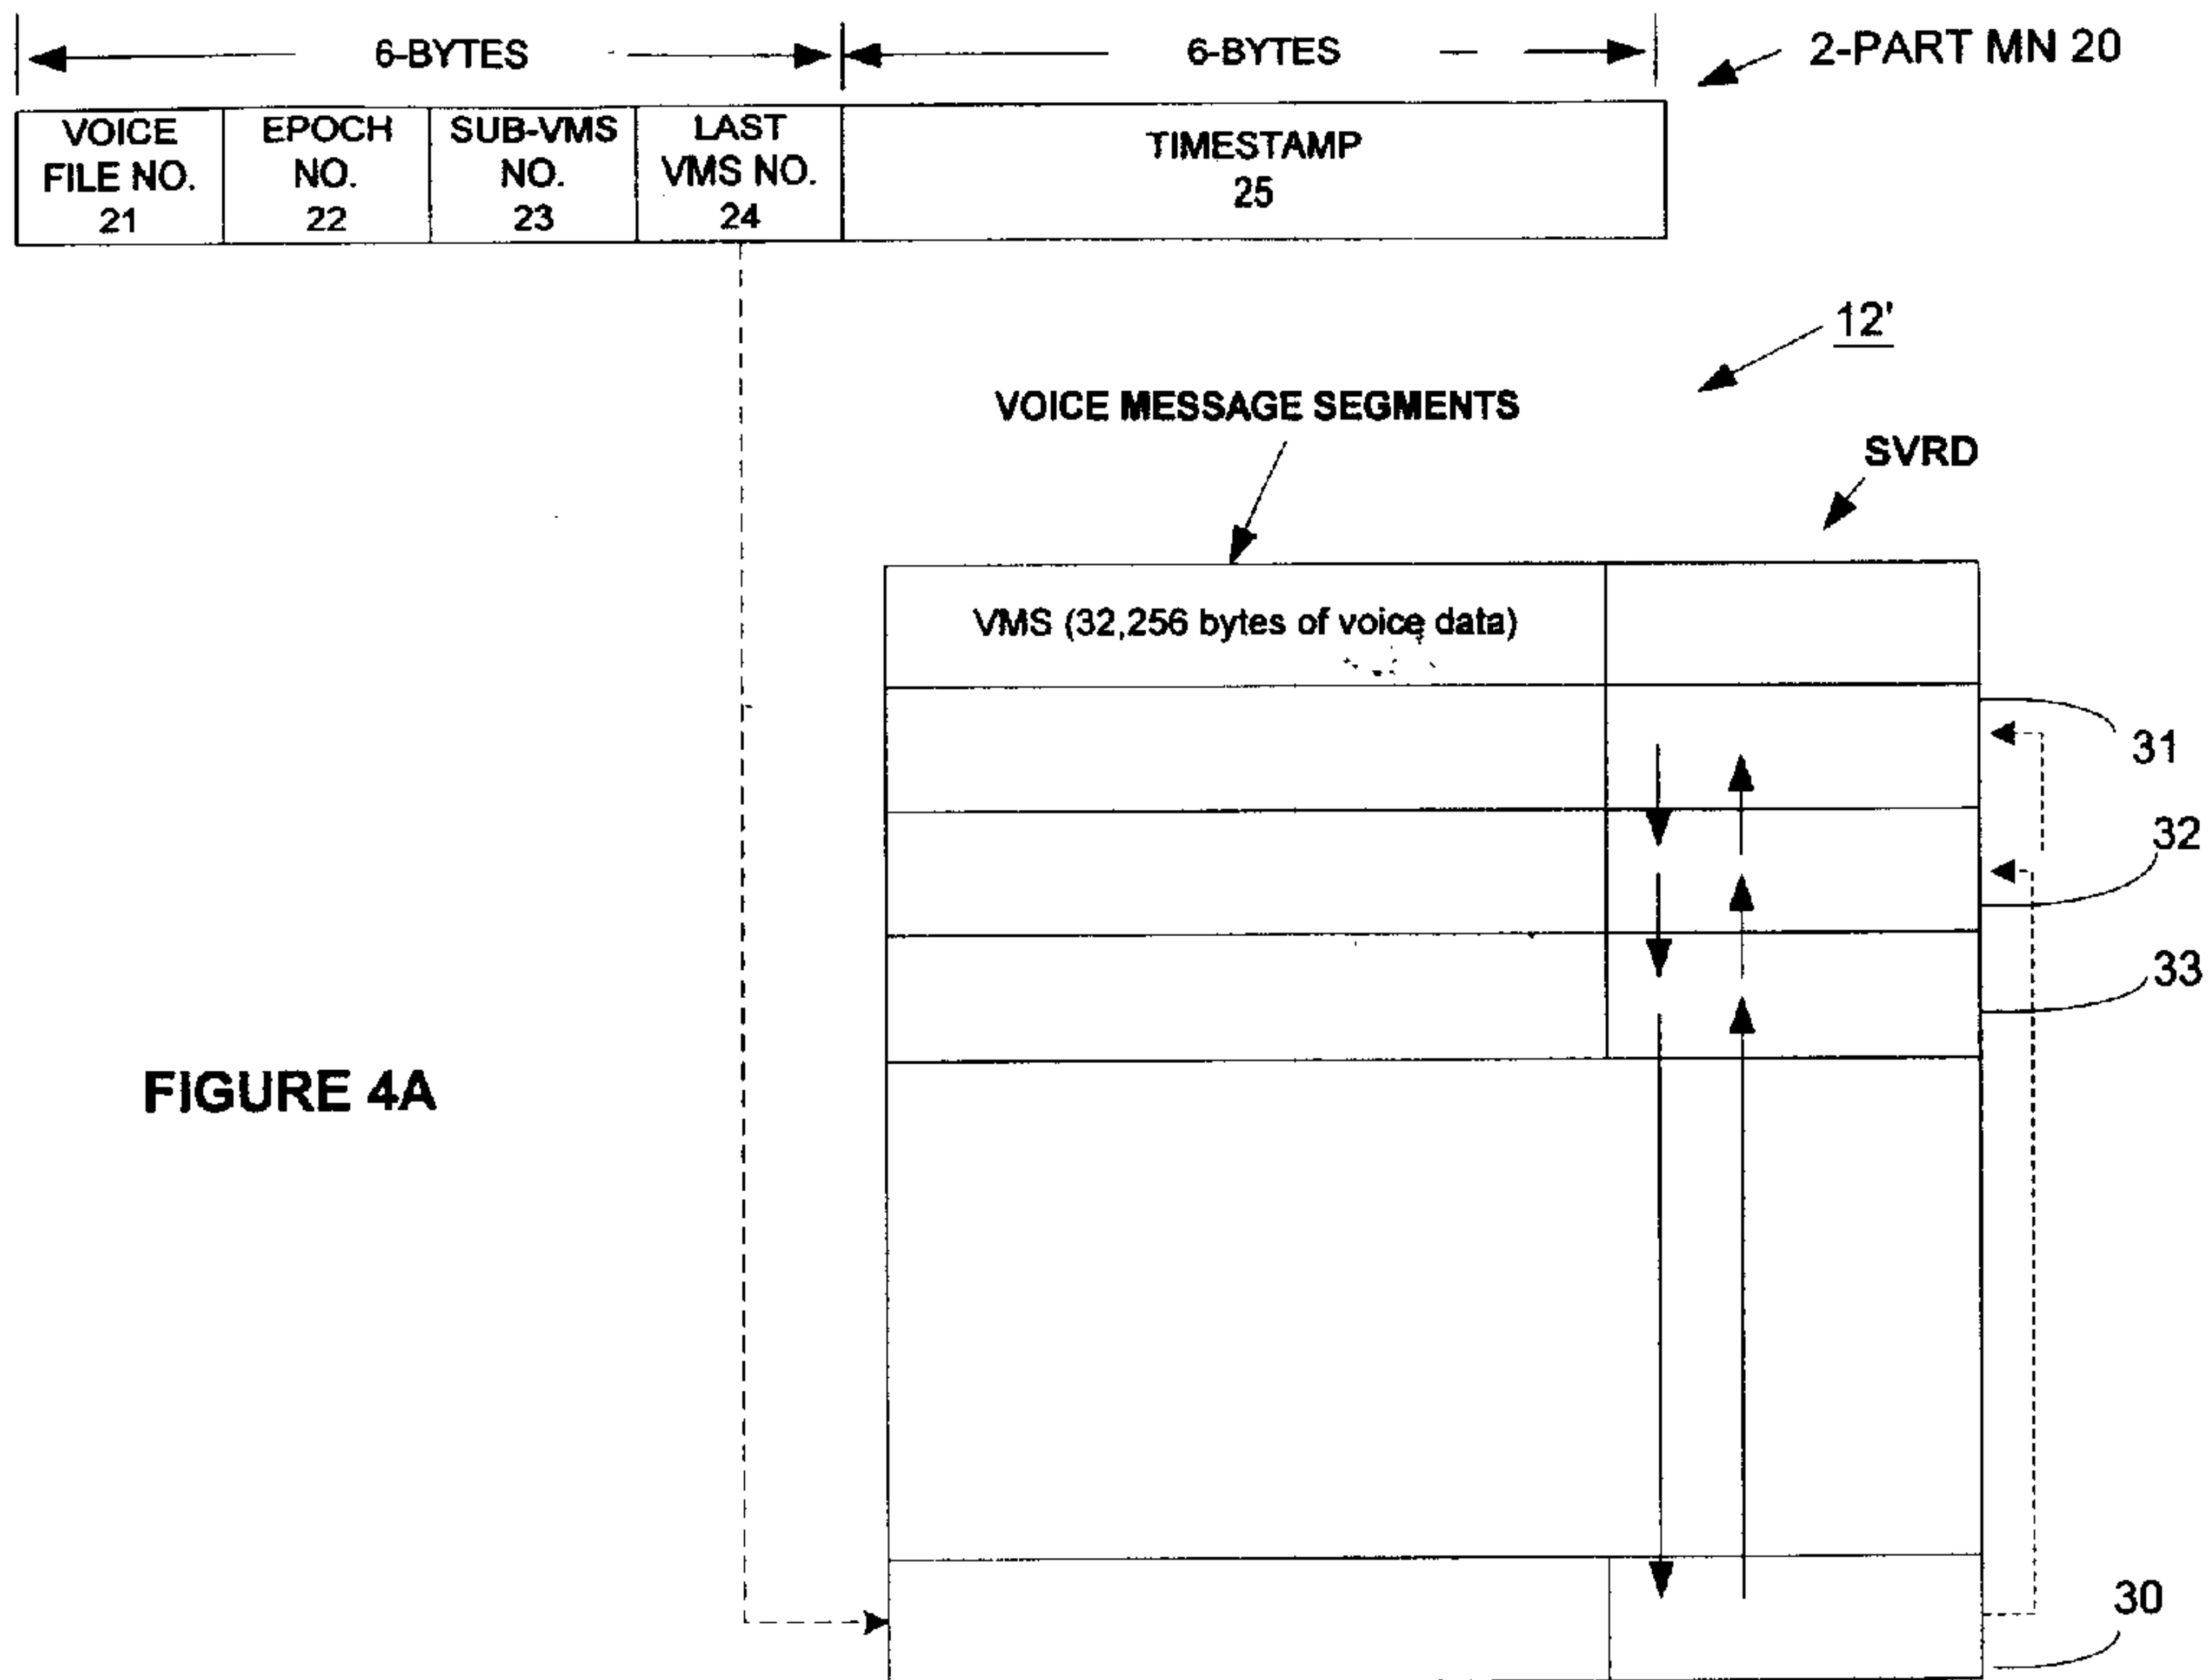 6-BYTES
6-BYTES
2-PART MN 20
VOICE
FILE NO.
21
EPOCH
NO.
22
SUB-VMS
NO.
23
LAST
VMS NO.
24
TIMESTAMP
25
12'
VOICE MESSAGE SEGMENTS
SVRD
VMS (32,256 bytes of voice data)
31
32
33
FIGURE 4A
30